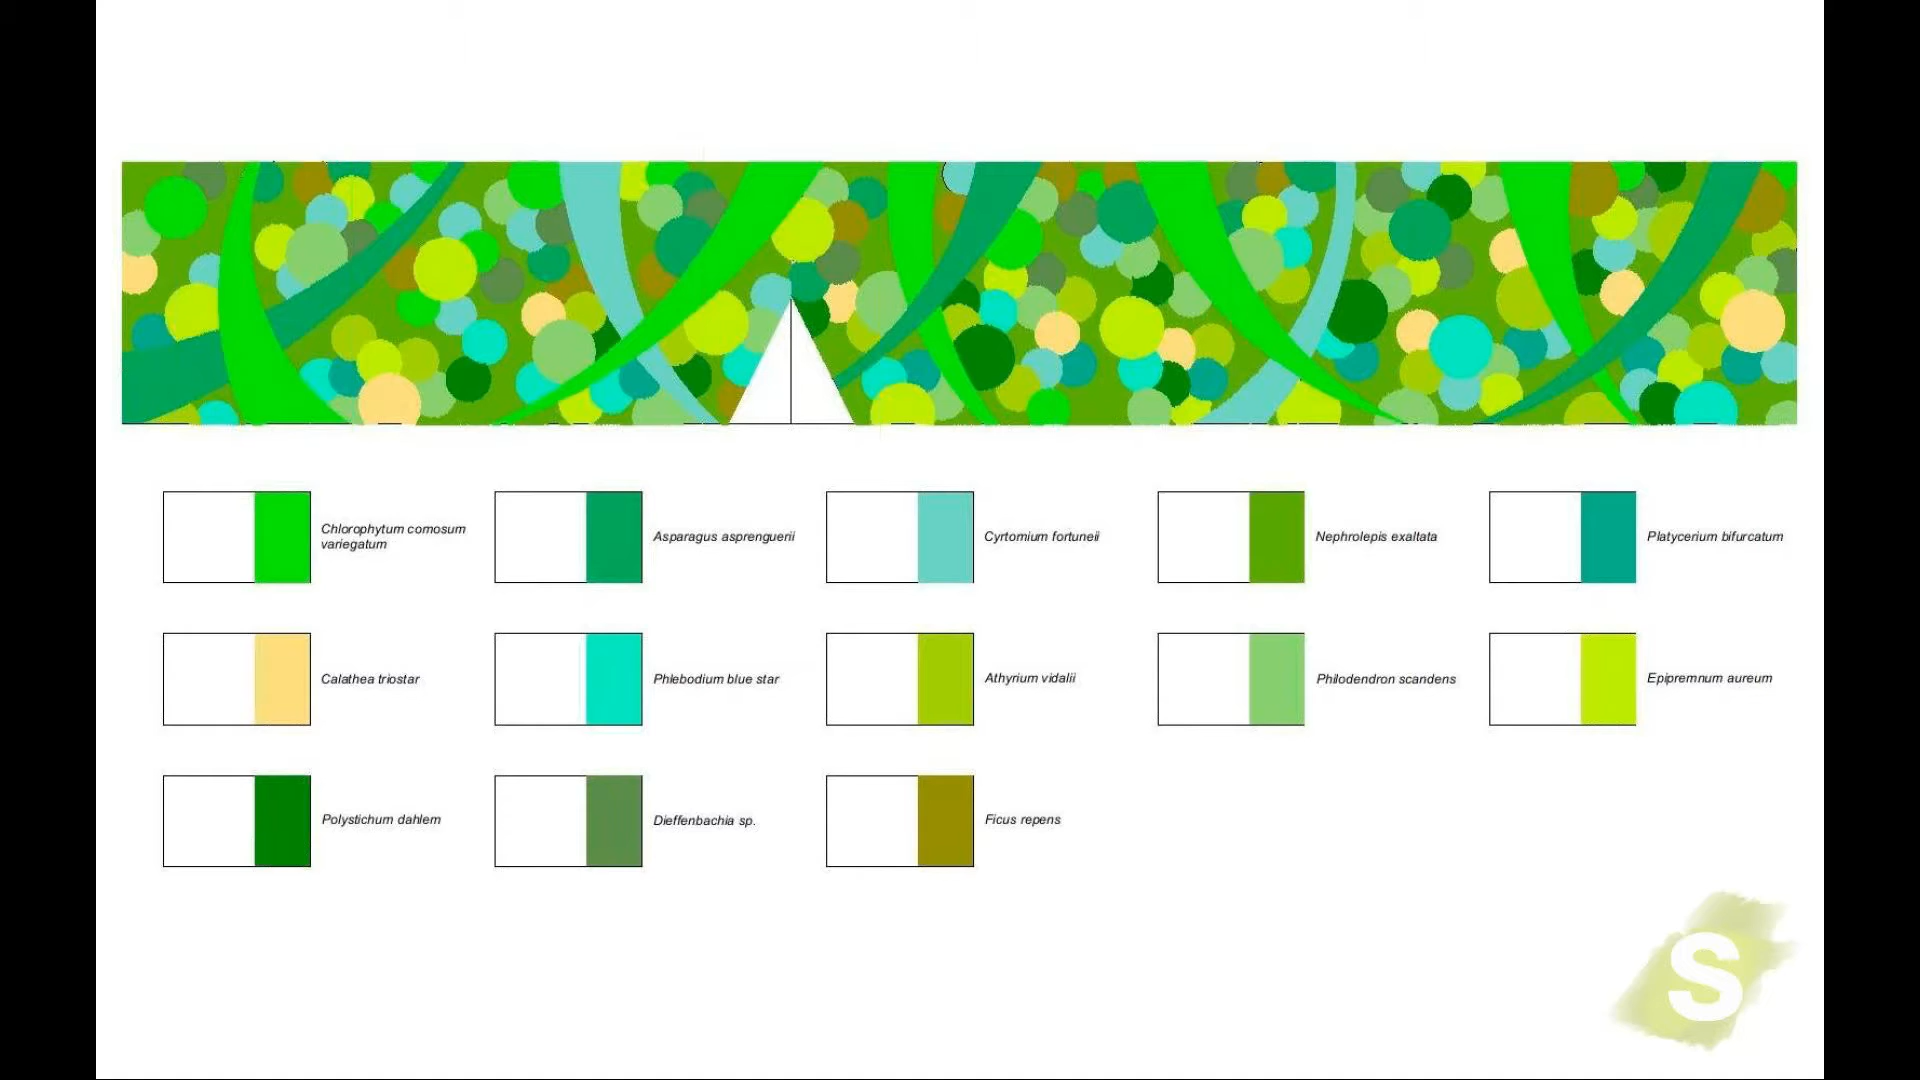 Chlorophytum comosum
variegatum
Asparagus asprenguerii
Cyrtomium fortuneii
Nephrolepis exaltata
Platycerium bifurcatum
Calathea triostar
Phlebodium blue star
Athyrium vidalii
Philodendron scandens
Epipremnum aureum
Polystichum dahlem
Dieffenbachia sp.
Ficus repens
S